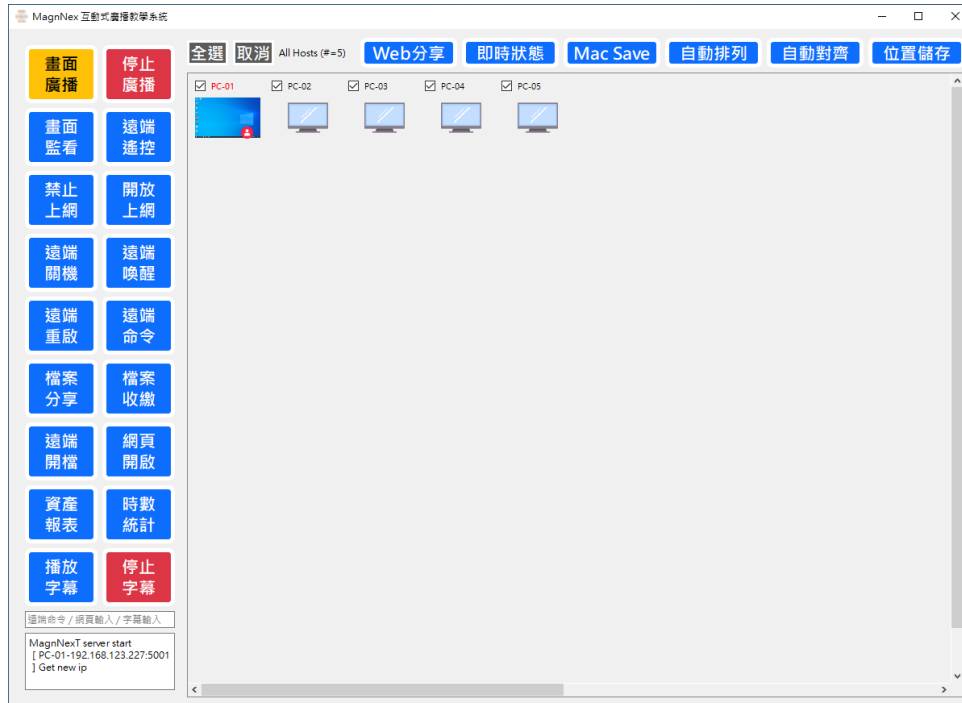 MagnNex 互動式廣播教學系統
全選 取消 All Hosts (#=5) Web分享 即時狀態 Mac Save 自動排列 自動對齊 位置儲存
畫面
廣播
停止
廣播
畫面
監看
遠端
遙控
禁止
上網
開放
上網
遠端
關機
遠端
喚醒
遠端
重啟
遠端
命令
檔案
分享
檔案
收繳
遠端
開檔
網頁
開啟
資產
報表
時數
統計
播放
字幕
停止
字幕
遠端命令 / 網頁輸入 / 字幕輸入
MagnNexT server start
[ PC-01-192.168.123.227:5001
] Get new ip
PC-01 PC-02 PC-03 PC-04 PC-05